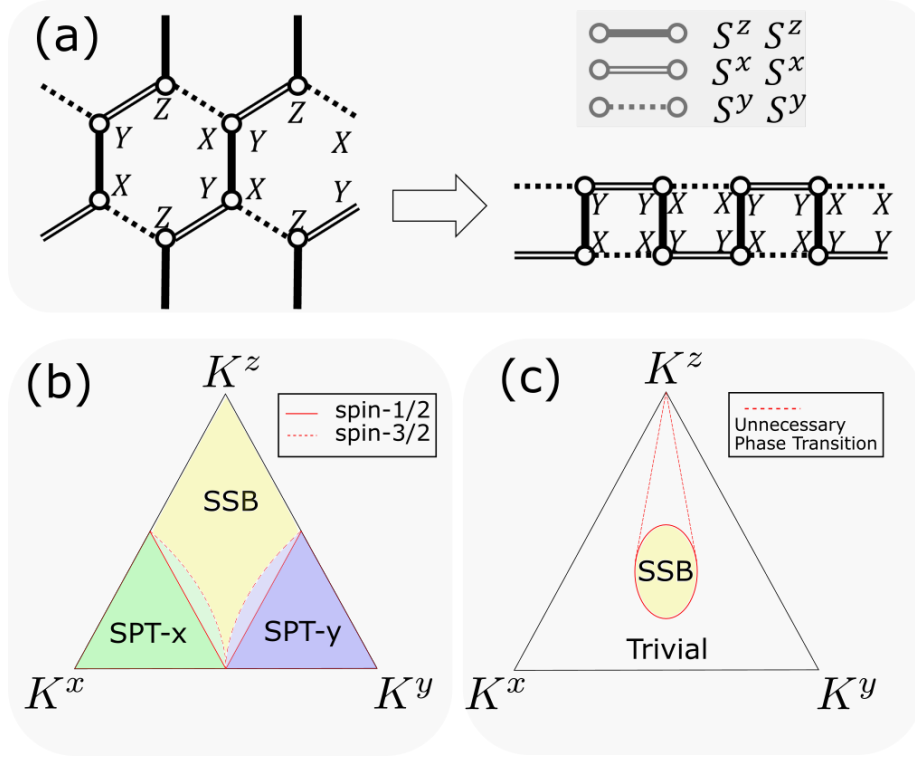 (a)
S^z S^z
S^x S^x
S^y S^y
Z Z
Y X Y X
X Y X Y
Z Z
Y Y X X Y Y X X
X X Y Y X X Y Y
(b)
K^z
spin-1/2
spin-3/2
SSB
SPT-x SPT-y
K^x K^y
(c)
K^z
Unnecessary
Phase Transition
SSB
Trivial
K^x K^y